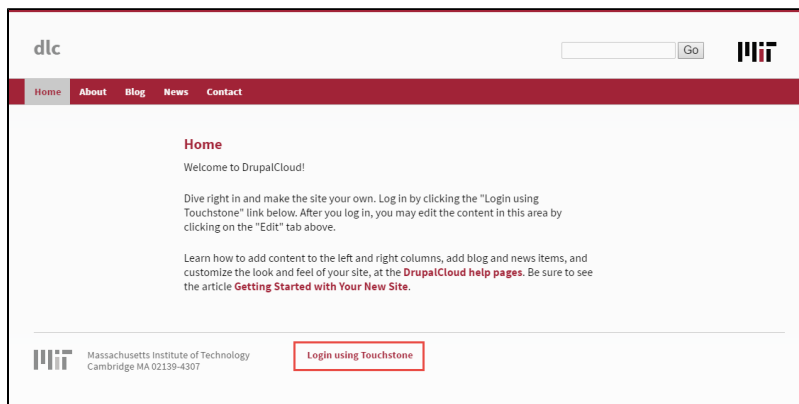 dlc
Go
MIT
Home About Blog News Contact
Home
Welcome to DrupalCloud!
Dive right in and make the site your own. Log in by clicking the "Login using
Touchstone" link below. After you log in, you may edit the content in this area by
clicking on the "Edit" tab above.
Learn how to add content to the left and right columns, add blog and news items, and
customize the look and feel of your site, at the DrupalCloud help pages. Be sure to see
the article Getting Started with Your New Site.
MIT
Massachusetts Institute of Technology
Cambridge MA 02139-4307
Login using Touchstone